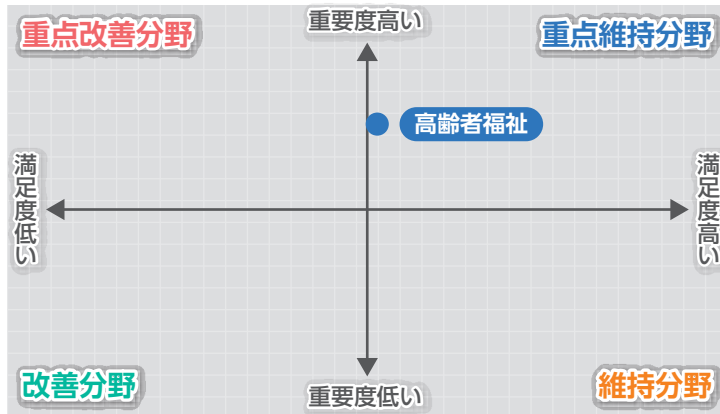 重点改善分野
重要度高い
重点維持分野
高齢者福祉
満足度低い
満足度高い
改善分野
重要度低い
維持分野